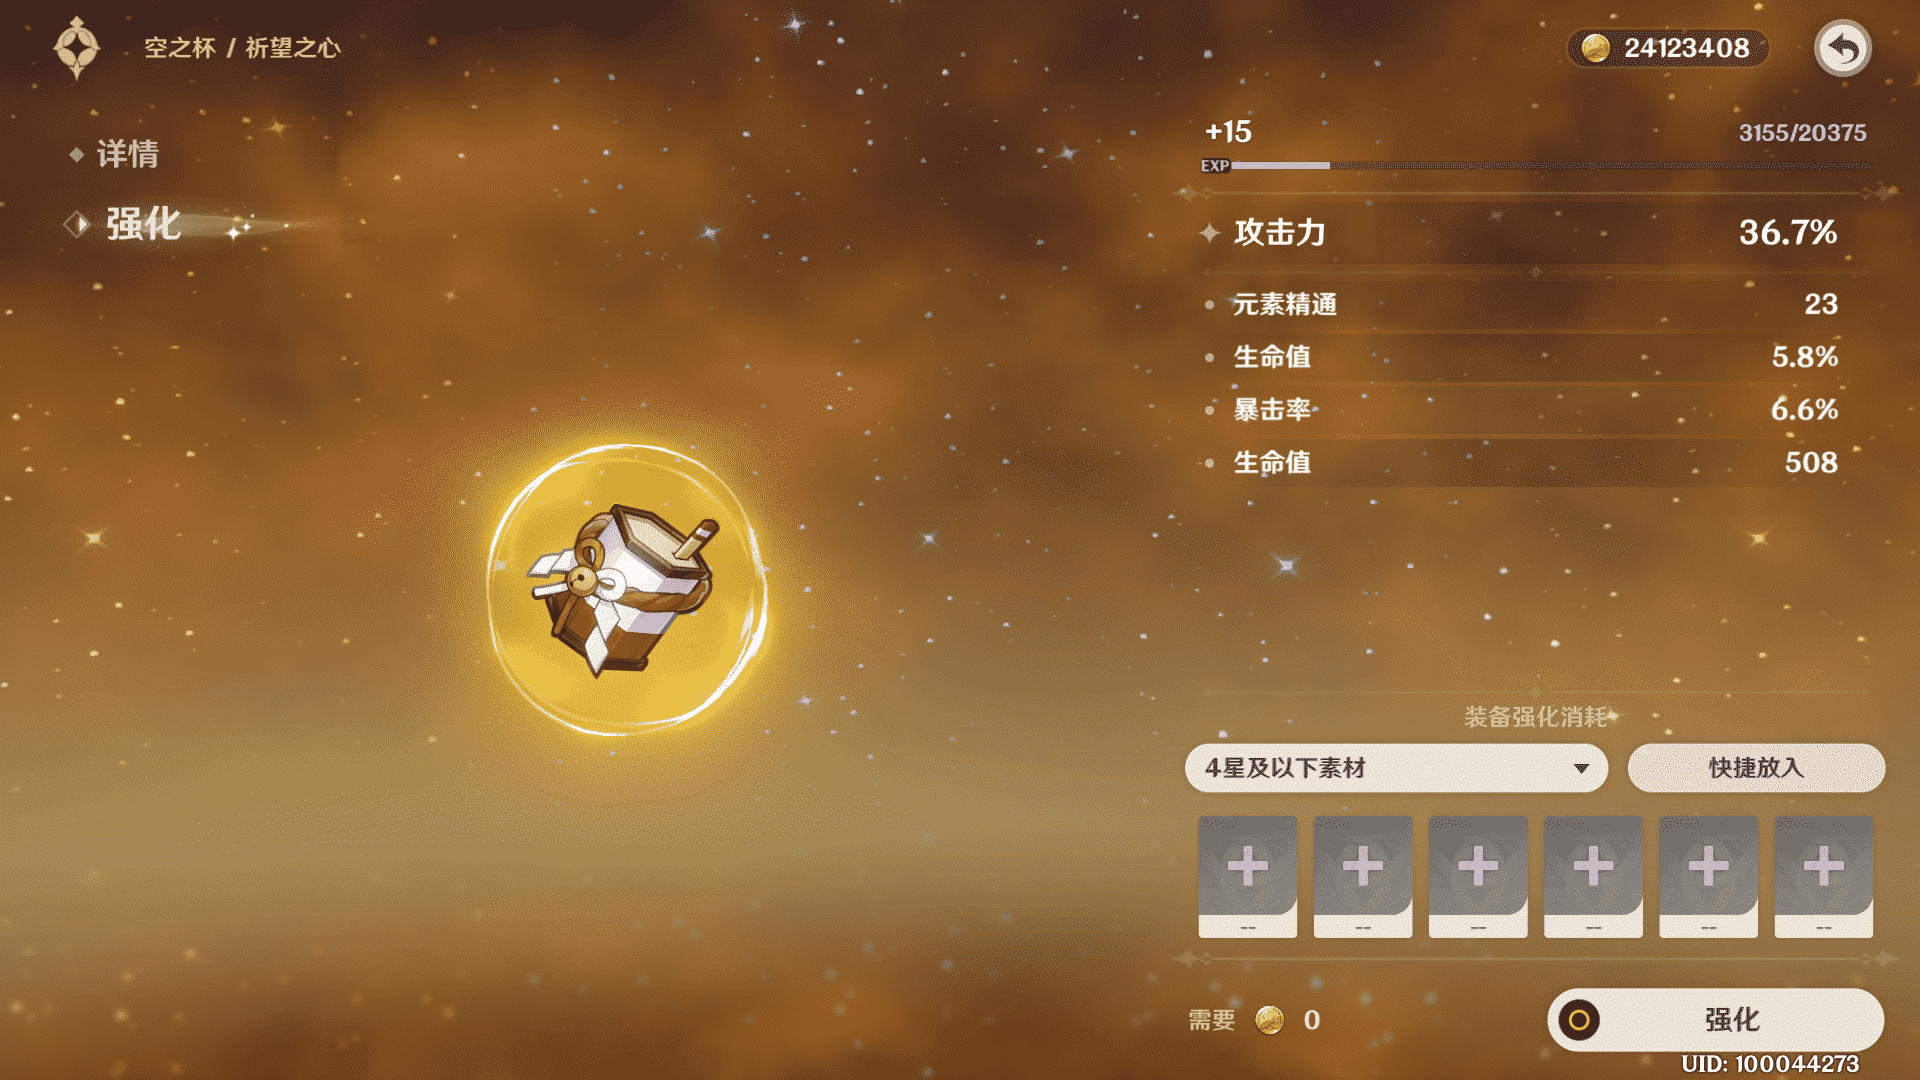 空之杯 / 祈望之心
24123408
详情
强化
+15
3155/20375
EXP
攻击力 36.7%
元素精通 23
生命值 5.8%
暴击率 6.6%
生命值 508
装备强化消耗
4星及以下素材
快捷放入
-- -- -- -- -- --
需要 0
强化
UID: 100044273